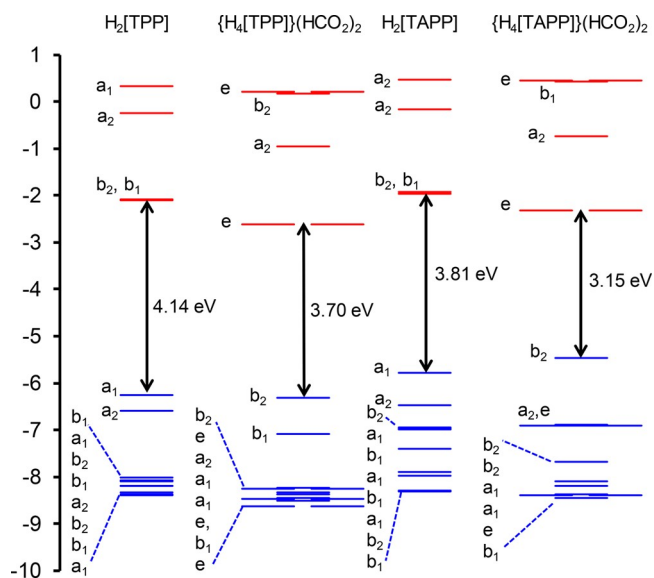 H₂[TPP] {H₄[TPP]}(HCO₂)₂ H₂[TAPP] {H₄[TAPP]}(HCO₂)₂
1
0
-1
-2
-3
-4
-5
-6
-7
-8
-9
-10
a₁
a₂
b₂, b₁
4.14 eV
a₁
a₂
b₁
a₁
b₂
b₁
a₂
b₂
b₁
a₁
e
b₂
a₂
e
3.70 eV
b₂
b₁
b₂
e
a₂
a₁
a₁
e,
b₁
e
a₂
a₂
b₂, b₁
3.81 eV
a₁
a₂
b₂
a₁
b₁
a₁
b₁
a₁
b₂
b₁
e
b₁
a₂
e
3.15 eV
b₂
a₂,e
b₂
b₂
a₁
a₁
e
b₁